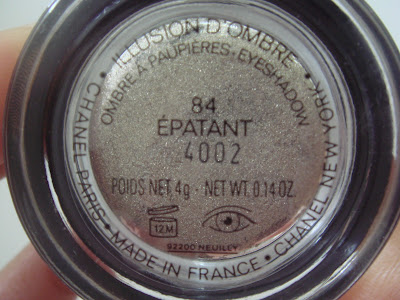 ILLUSION D'OMBRE
OMBRE À PAUPIÈRES • EYESHADOW
84
ÉPATANT
4002
POIDS NET 4g - NET WT. 0.14 OZ.
12M
92200 NEUILLY
• CHANEL PARIS • MADE IN FRANCE • CHANEL NEW YORK •